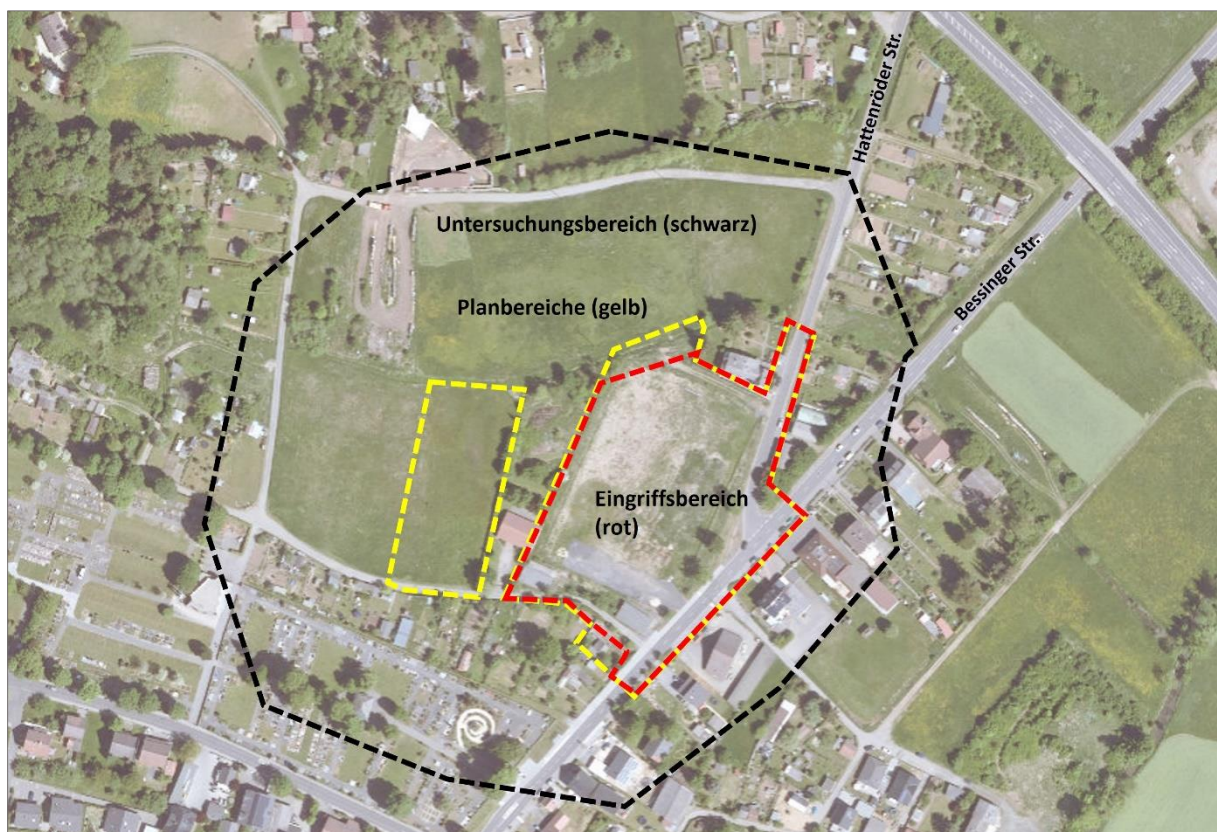 Hattenröder Str.
Bessinger Str.
Untersuchungsbereich (schwarz)
Planbereiche (gelb)
Eingriffsbereich
(rot)